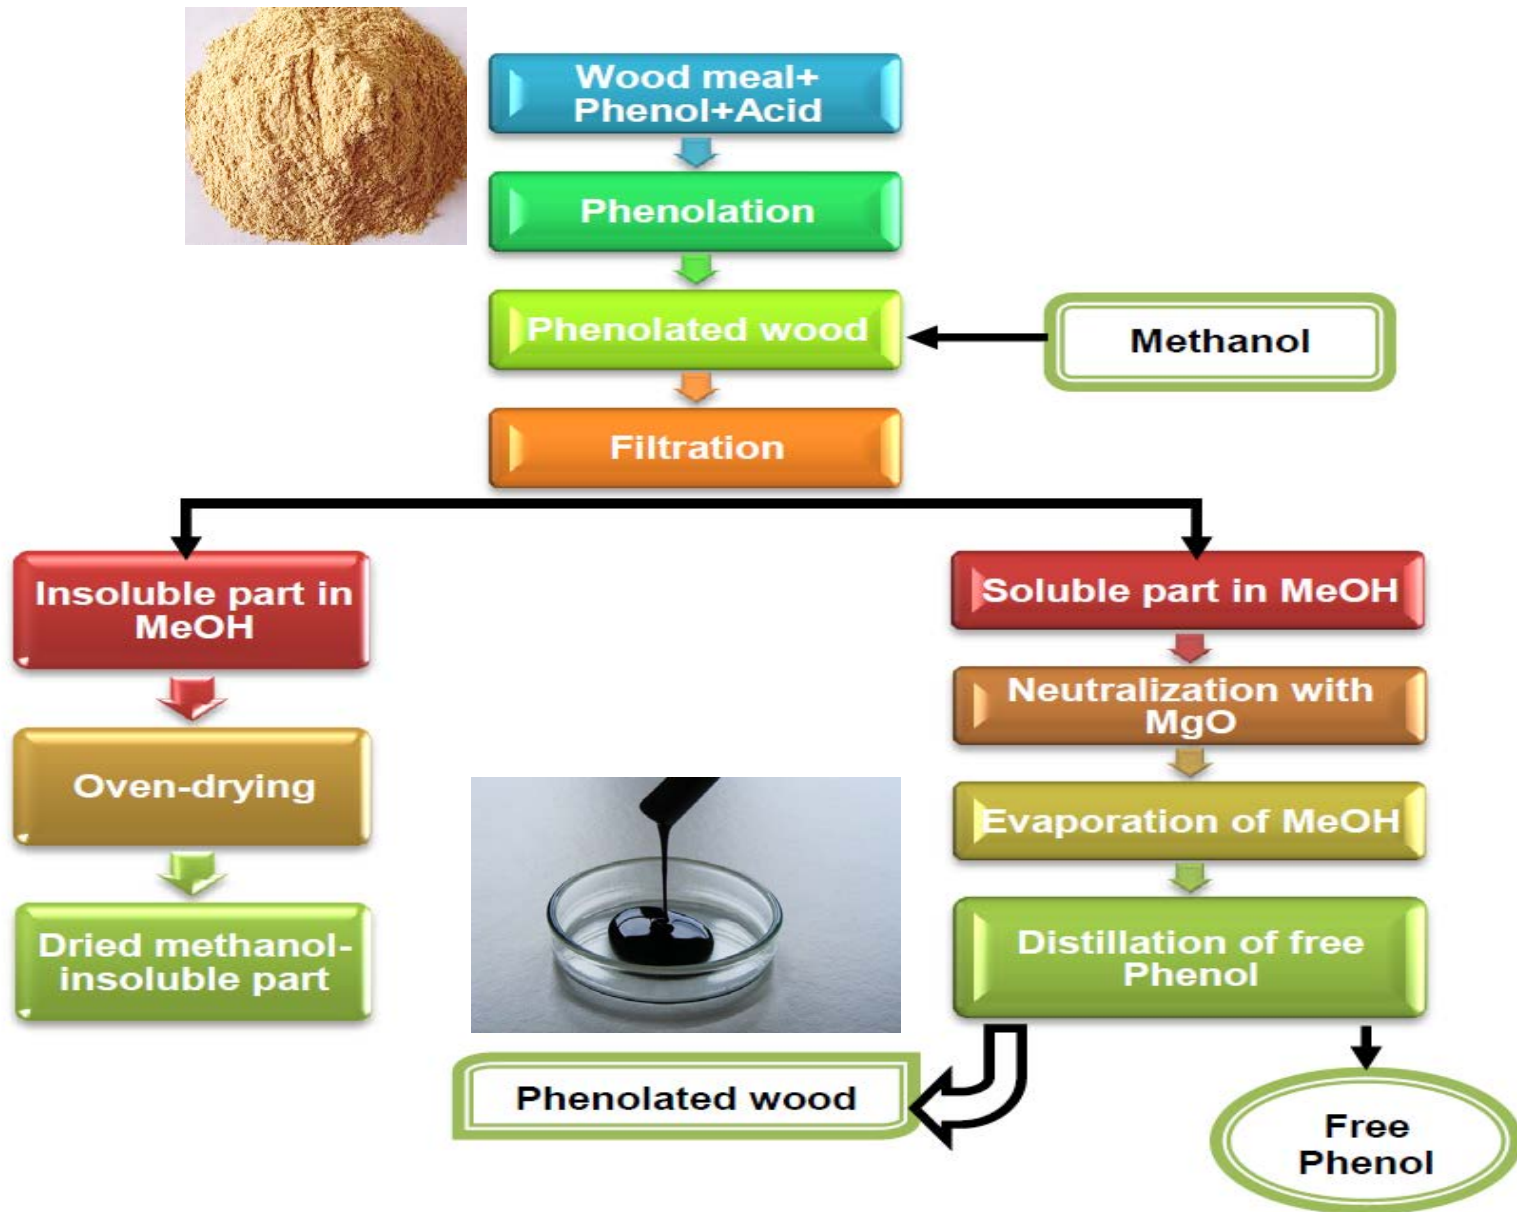 Wood meal+
Phenol+Acid
Phenolation
Phenolated wood
Methanol
Filtration
Insoluble part in
MeOH
Oven-drying
Dried methanol-
insoluble part
Soluble part in MeOH
Neutralization with
MgO
Evaporation of MeOH
Distillation of free
Phenol
Phenolated wood
Free
Phenol